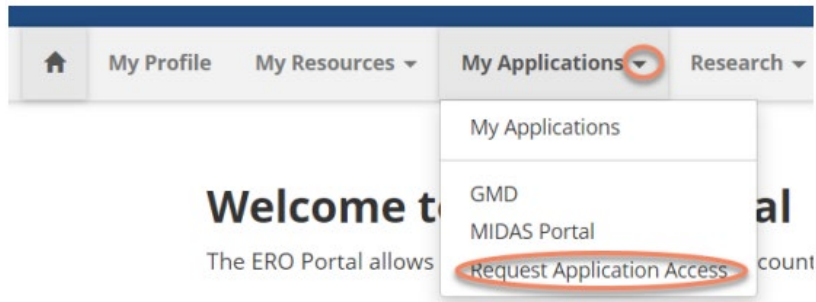 My Profile My Resources My Applications Research
My Applications
GMD
Welcome t al
MIDAS Portal
The ERO Portal allows count
Request Application Access